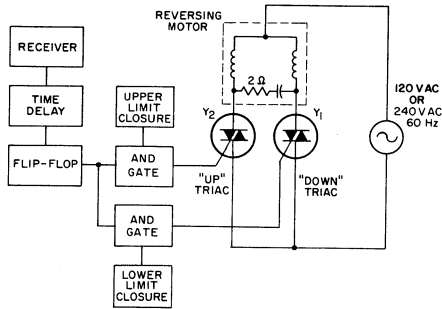 REVERSING
MOTOR
RECEIVER
TIME
DELAY
FLIP-FLOP
UPPER
LIMIT
CLOSURE
AND
GATE
2 Ω
Y2
Y1
"UP"
TRIAC
"DOWN"
TRIAC
120 VAC
OR
240 VAC
60 Hz
AND
GATE
LOWER
LIMIT
CLOSURE